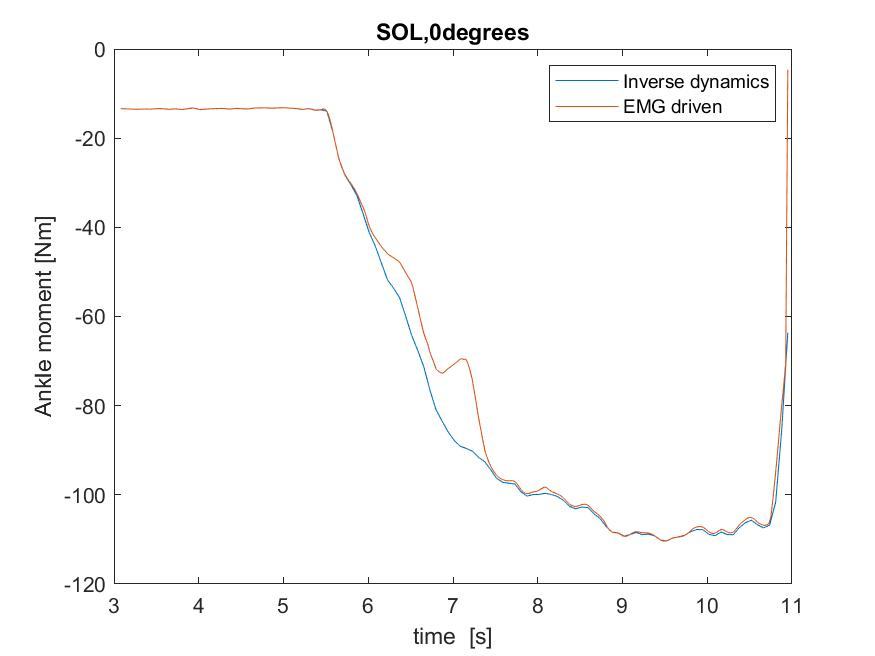 SOL,0degrees
0
-20
-40
-60
-80
-100
-120
Ankle moment [Nm]
Inverse dynamics
EMG driven
3 4 5 6 7 8 9 10 11
time [s]